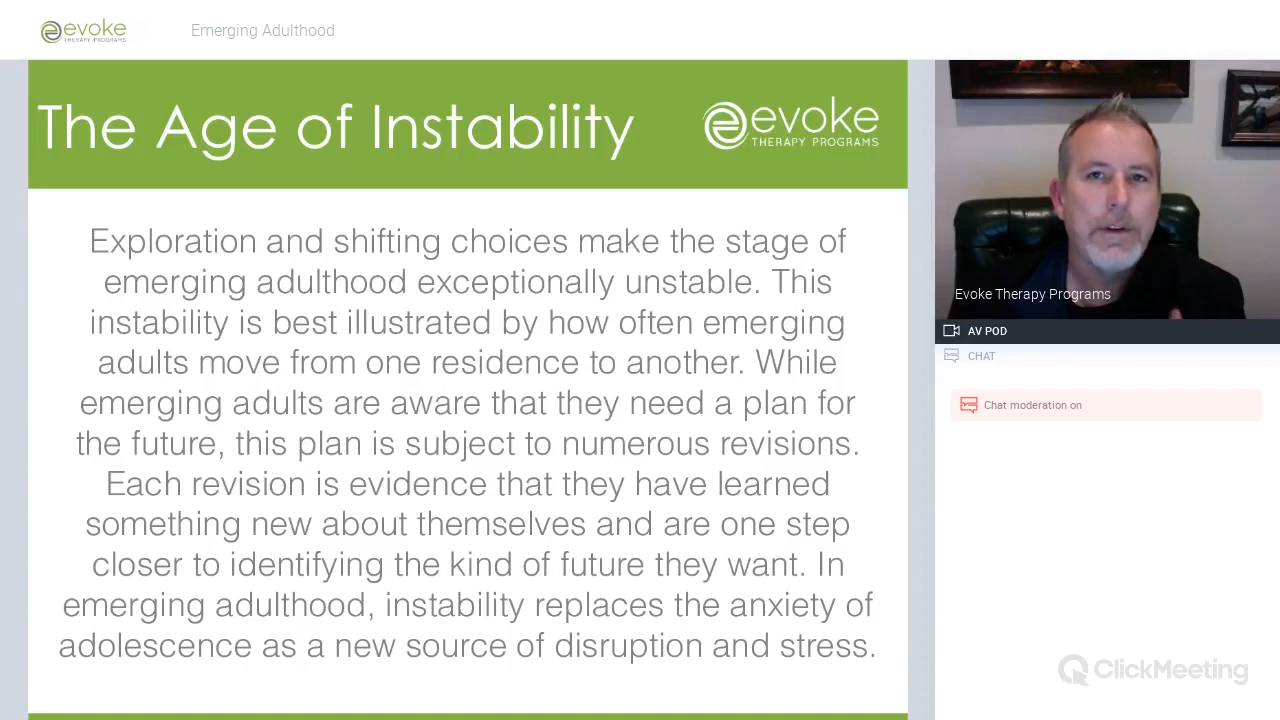 evoke
THERAPY PROGRAMS
Emerging Adulthood
The Age of Instability
evoke
THERAPY PROGRAMS
Exploration and shifting choices make the stage of
emerging adulthood exceptionally unstable. This
instability is best illustrated by how often emerging
adults move from one residence to another. While
emerging adults are aware that they need a plan for
the future, this plan is subject to numerous revisions.
Each revision is evidence that they have learned
something new about themselves and are one step
closer to identifying the kind of future they want. In
emerging adulthood, instability replaces the anxiety of
adolescence as a new source of disruption and stress.
Evoke Therapy Programs
AV POD
CHAT
Chat moderation on
ClickMeeting